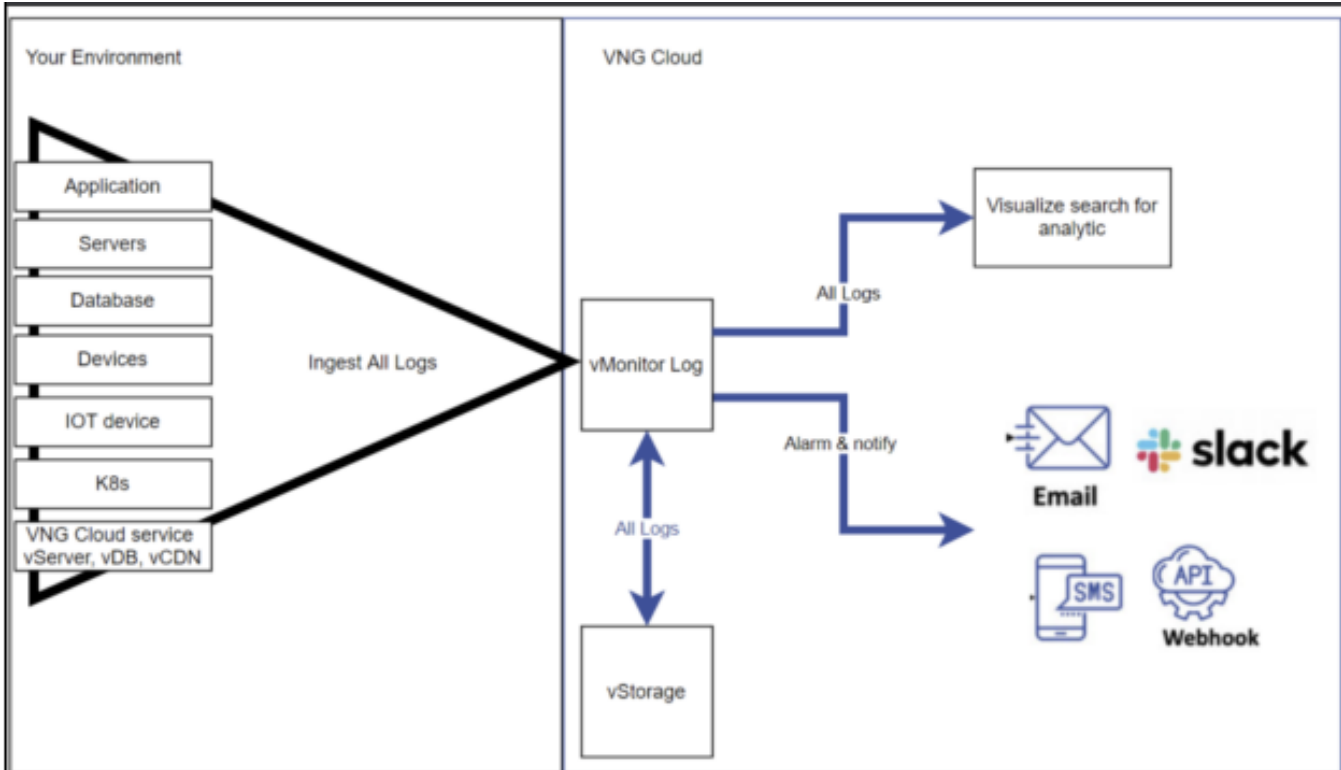 Your Environment
VNG Cloud
Application
Servers
Database
Devices
IOT device
K8s
VNG Cloud service
vServer, vDB, vCDN
Ingest All Logs
vMonitor Log
All Logs
Visualize search for
analytic
Alarm & notify
Email
slack
SMS
API
Webhook
All Logs
vStorage